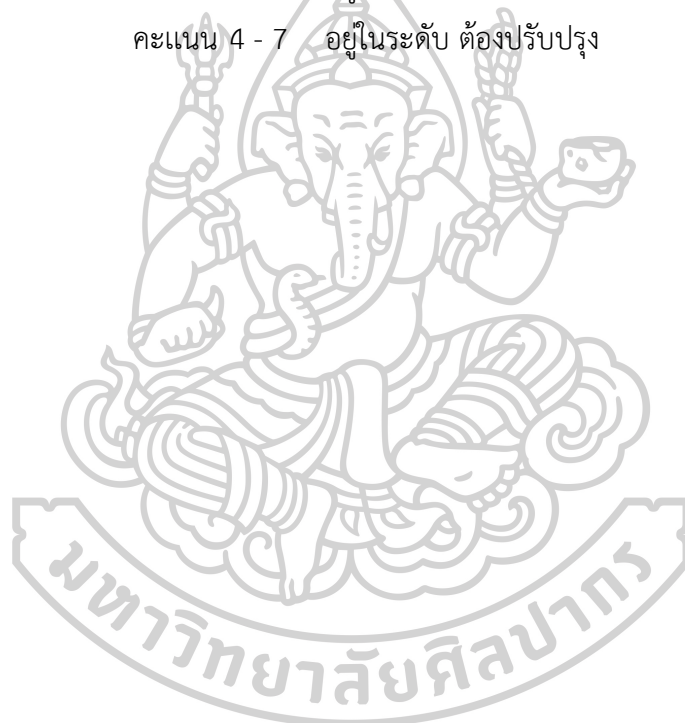 คะแนน 4 - 7 อยู่ในระดับ ต้องปรับปรุง
มหาวิทยาลัยศิลปากร